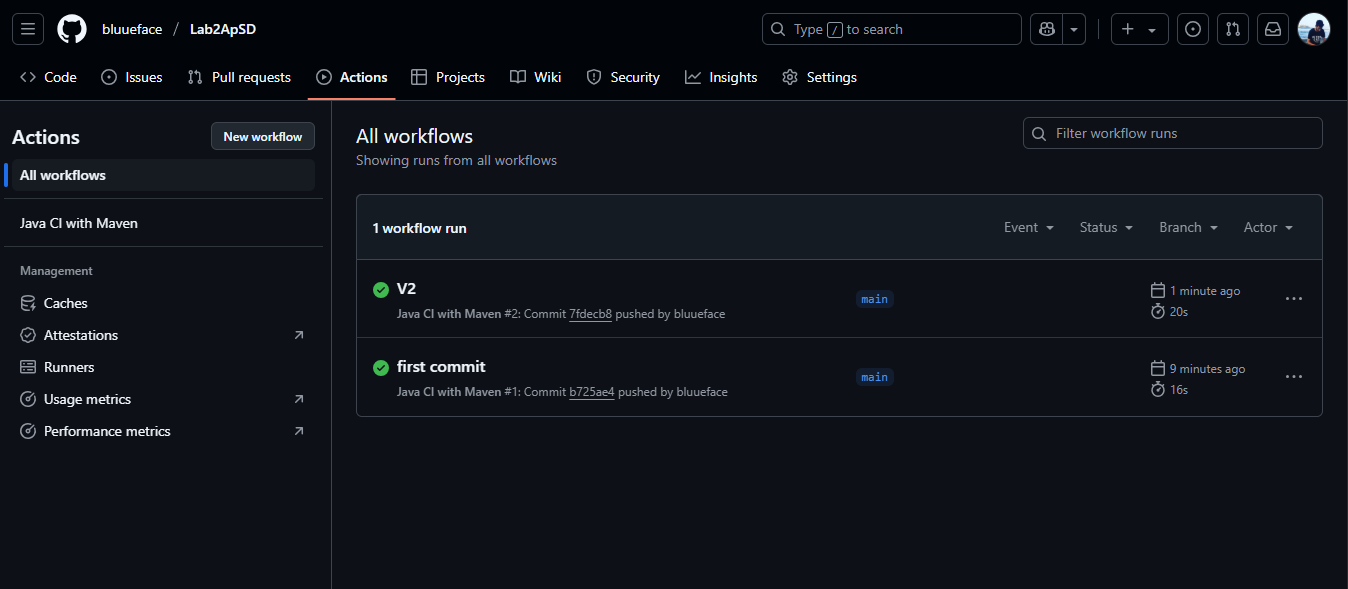 bluueface / Lab2ApSD
Type / to search
Code Issues Pull requests Actions Projects Wiki Security Insights Settings
Actions
New workflow
All workflows
Java CI with Maven
Management
Caches
Attestations
Runners
Usage metrics
Performance metrics
All workflows
Showing runs from all workflows
Filter workflow runs
1 workflow run
Event Status Branch Actor
V2
Java CI with Maven #2: Commit 7fdecb8 pushed by bluueface
main
1 minute ago
20s
first commit
Java CI with Maven #1: Commit b725ae4 pushed by bluueface
main
9 minutes ago
16s